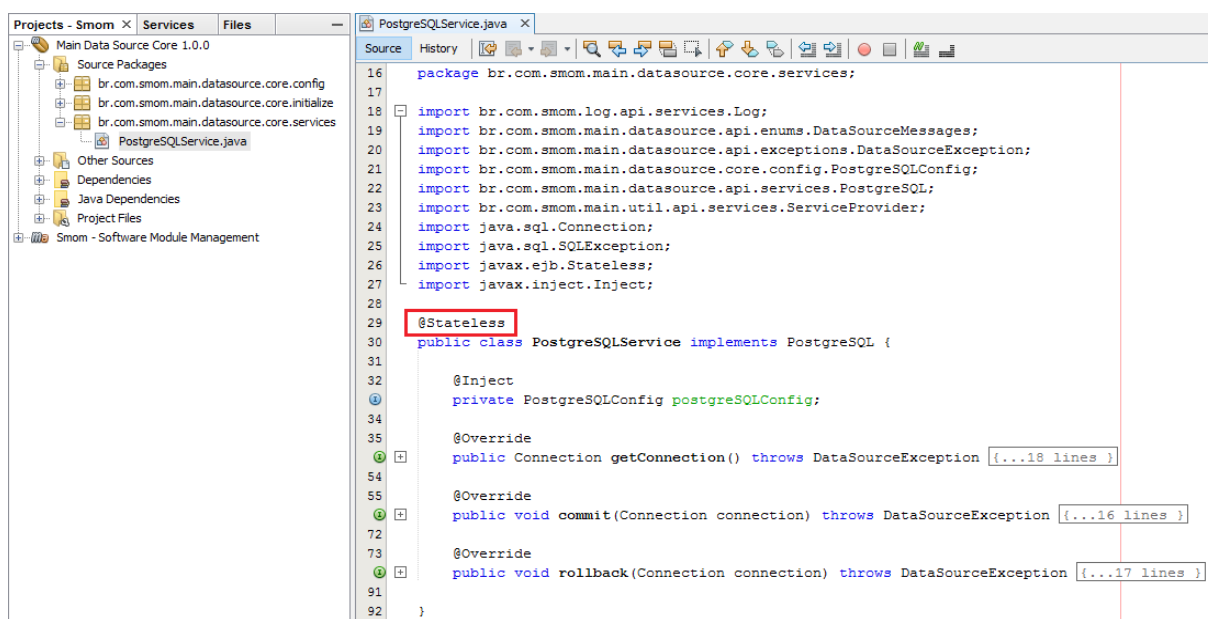 Projects - Smom
Services
Files
Main Data Source Core 1.0.0
Source Packages
br.com.smom.main.datasource.core.config
br.com.smom.main.datasource.core.initialize
br.com.smom.main.datasource.core.services
PostgreSQLService.java
Other Sources
Dependencies
Java Dependencies
Project Files
Smom - Software Module Management
PostgreSQLService.java
Source History
16 package br.com.smom.main.datasource.core.services;
17
18 import br.com.smom.log.api.services.Log;
19 import br.com.smom.main.datasource.api.enums.DataSourceMessages;
20 import br.com.smom.main.datasource.api.exceptions.DataSourceException;
21 import br.com.smom.main.datasource.core.config.PostgreSQLConfig;
22 import br.com.smom.main.datasource.api.services.PostgreSQL;
23 import br.com.smom.main.util.api.services.ServiceProvider;
24 import java.sql.Connection;
25 import java.sql.SQLException;
26 import javax.ejb.Stateless;
27 import javax.inject.Inject;
28
29 @Stateless
30 public class PostgreSQLService implements PostgreSQL {
31
32 @Inject
private PostgreSQLConfig postgreSQLConfig;
34
35 @Override
public Connection getConnection() throws DataSourceException {...18 lines }
54
55 @Override
public void commit(Connection connection) throws DataSourceException {...16 lines }
72
73 @Override
public void rollback(Connection connection) throws DataSourceException {...17 lines }
91
92 }